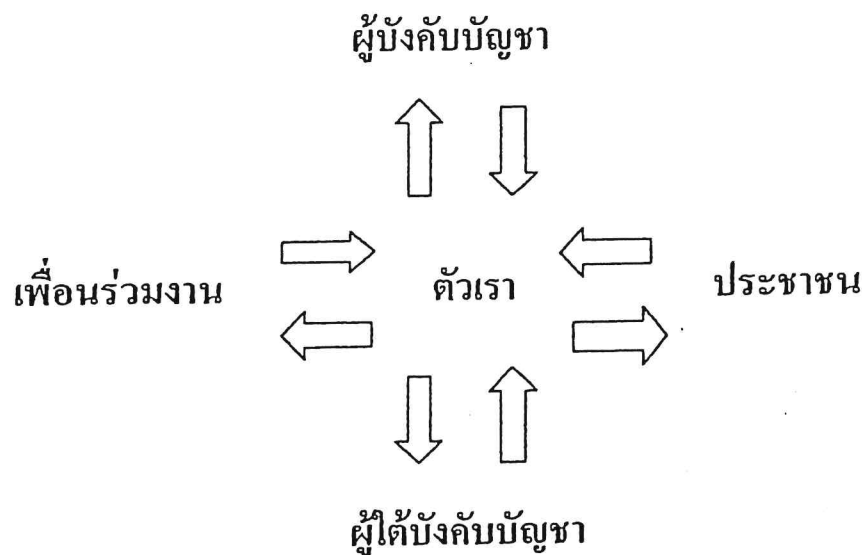 ผู้บังคับบัญชา
เพื่อนร่วมงาน ตัวเรา ประชาชน
ผู้ใต้บังคับบัญชา